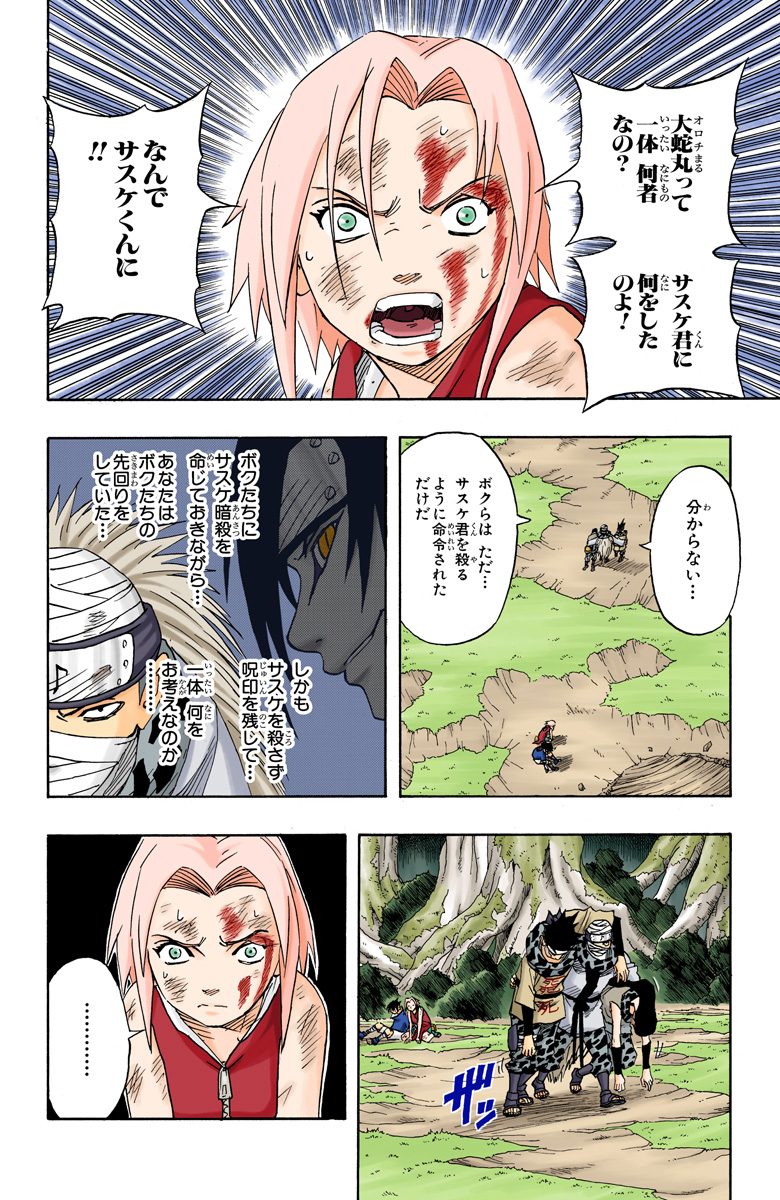 大蛇丸って
一体 何者
なの？
サスケ君に
何をした
のよ！
なんで
サスケくんに
!!
分からない…
ボクらは ただ…
サスケ君を殺る
ように命令された
だけだ
ボクたちに
サスケ暗殺を
命じておきながら…
あなたは
ボクたちの
先回りを
していた…
しかも
サスケを殺さず
呪印を残して…
一体 何を
お考えなのか
………
ザッ
死
………